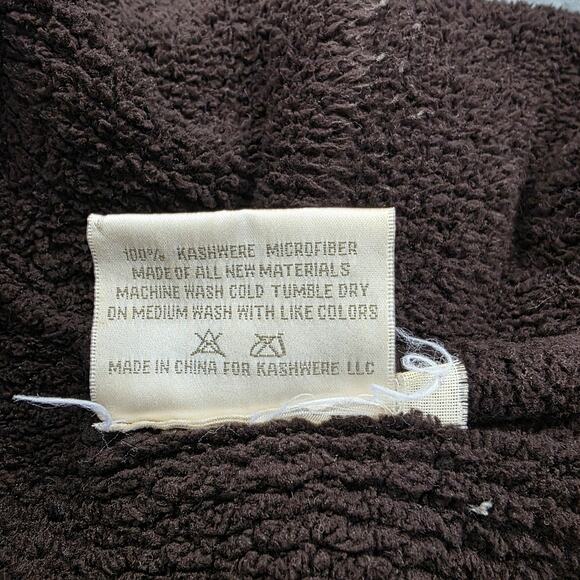 100% KASHWERE MICROFIBER
MADE OF ALL NEW MATERIALS
MACHINE WASH COLD TUMBLE DRY
ON MEDIUM WASH WITH LIKE COLORS
MADE IN CHINA FOR KASHWERE LLC